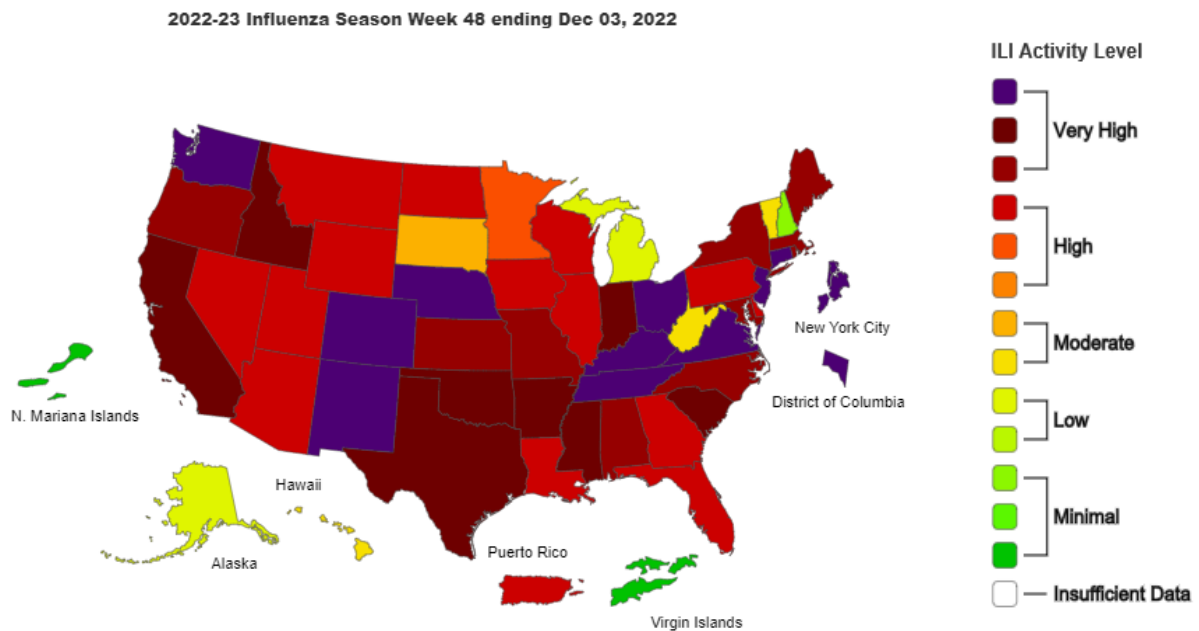 2022-23 Influenza Season Week 48 ending Dec 03, 2022
ILI Activity Level
Very High
High
Moderate
Low
Minimal
Insufficient Data
New York City
District of Columbia
N. Mariana Islands
Hawaii
Alaska
Puerto Rico
Virgin Islands